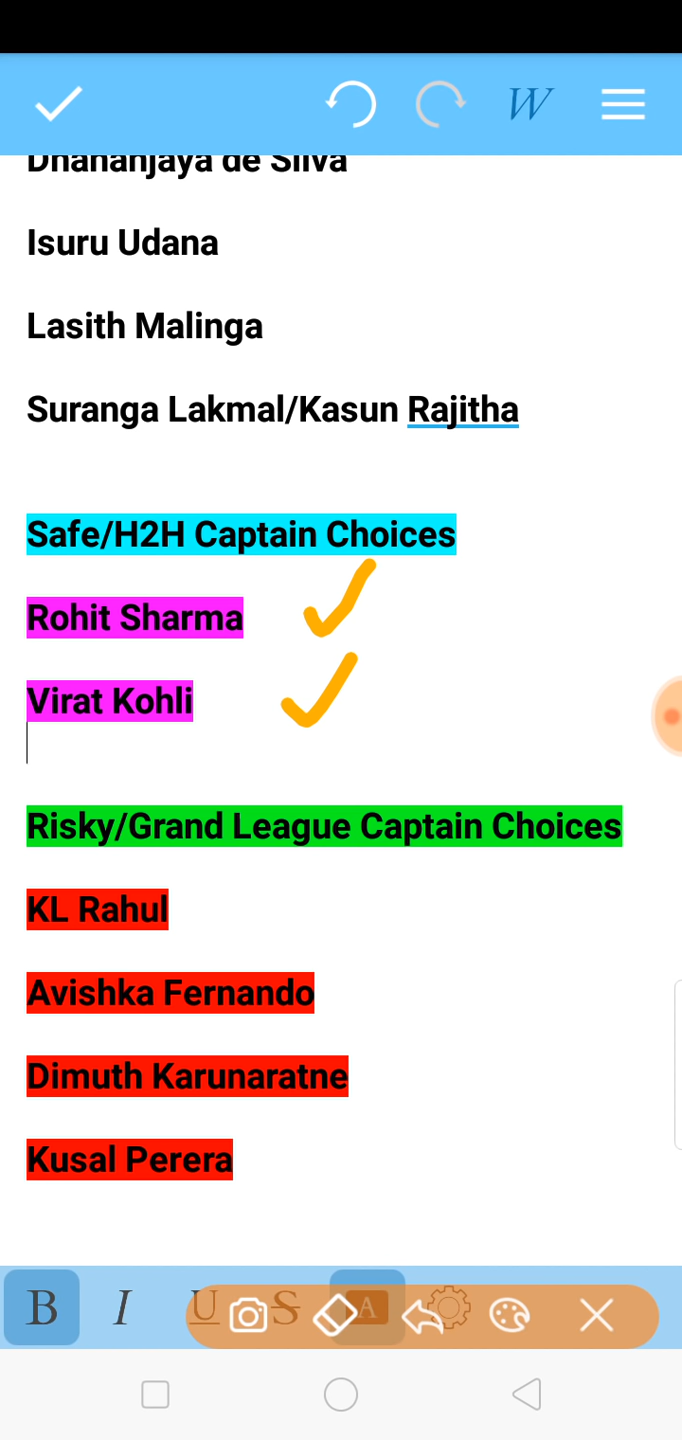 W
Dhananjaya de Silva
Isuru Udana
Lasith Malinga
Suranga Lakmal/Kasun Rajitha
Safe/H2H Captain Choices
Rohit Sharma
Virat Kohli
Risky/Grand League Captain Choices
KL Rahul
Avishka Fernando
Dimuth Karunaratne
Kusal Perera
B I U S A